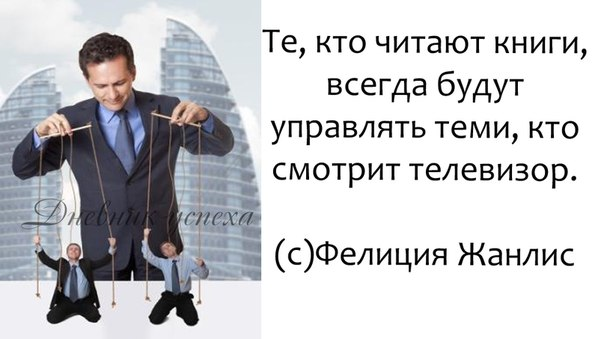 Те, кто читают книги,
всегда будут
управлять теми, кто
смотрит телевизор.
(с)Фелиция Жанлис
Дневник успеха